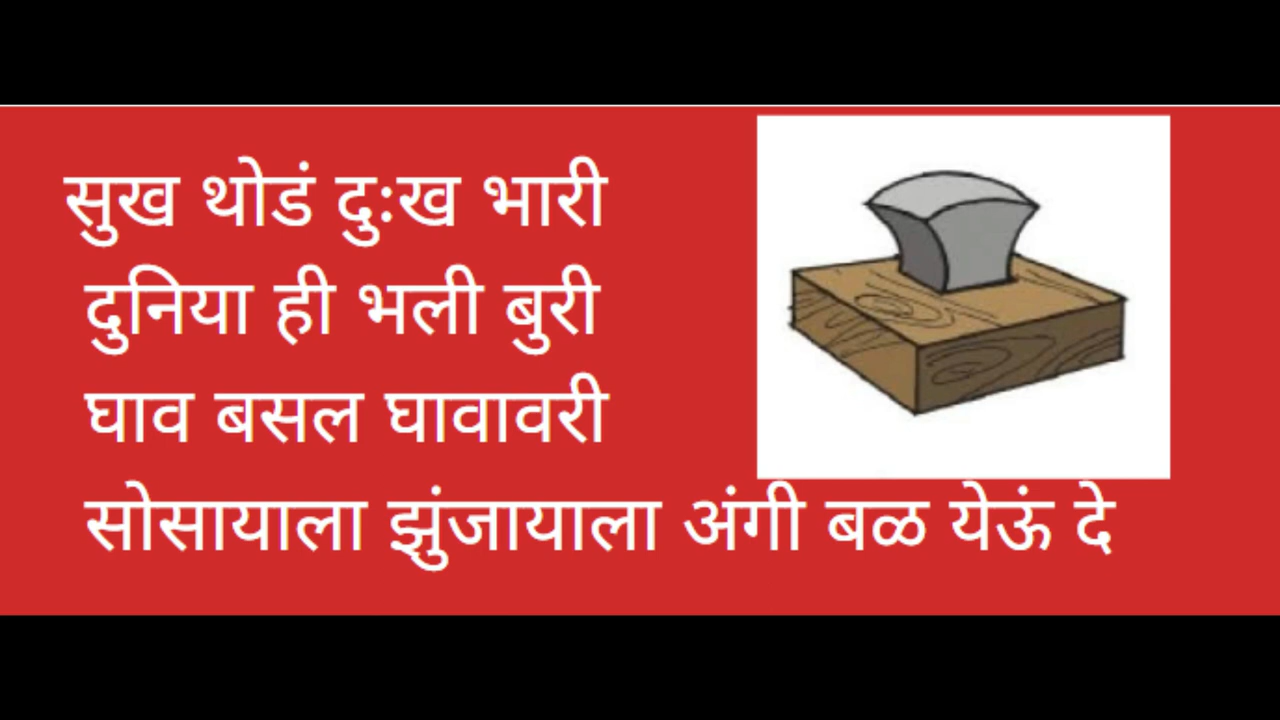 सुख थोडं दुःख भारी
दुनिया ही भली बुरी
घाव बसल घावावरी
सोसायाला झुंजायाला अंगी बळ येऊं दे